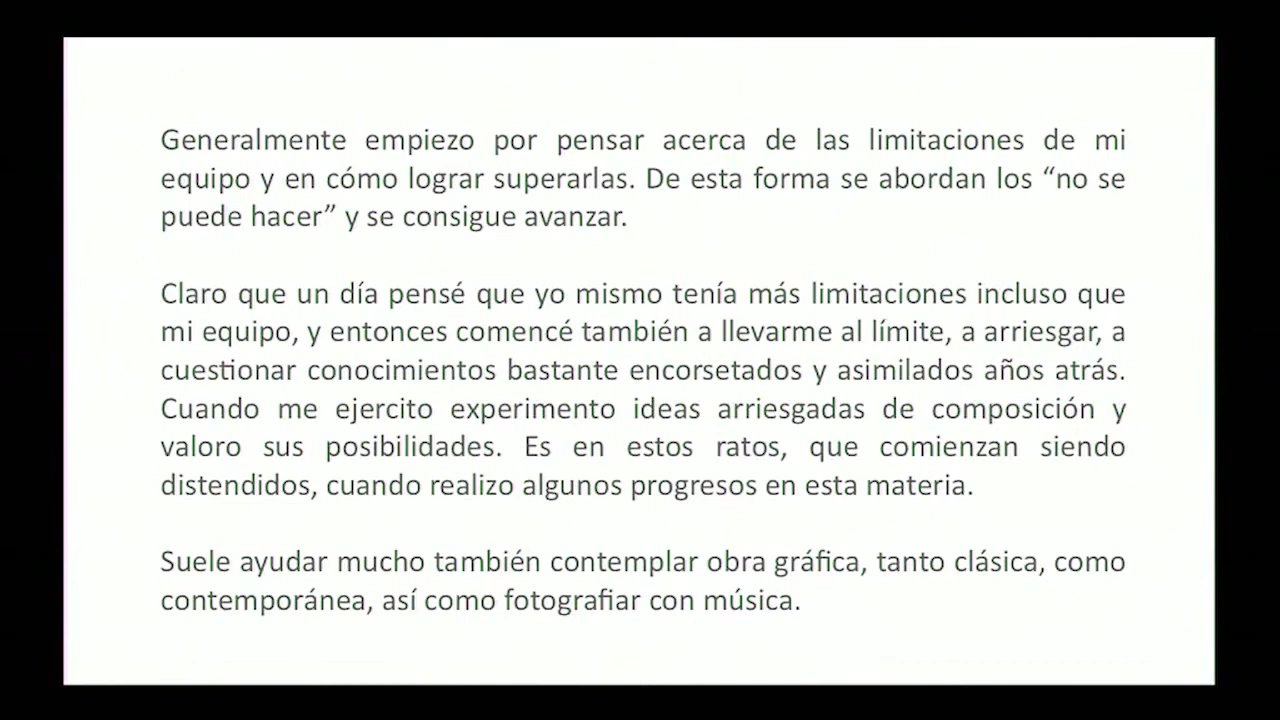 Generalmente empiezo por pensar acerca de las limitaciones de mi
equipo y en cómo lograr superarlas. De esta forma se abordan los “no se
puede hacer” y se consigue avanzar.
Claro que un día pensé que yo mismo tenía más limitaciones incluso que
mi equipo, y entonces comencé también a llevarme al límite, a arriesgar, a
cuestionar conocimientos bastante encorsetados y asimilados años atrás.
Cuando me ejercito experimento ideas arriesgadas de composición y
valoro sus posibilidades. Es en estos ratos, que comienzan siendo
distendidos, cuando realizo algunos progresos en esta materia.
Suele ayudar mucho también contemplar obra gráfica, tanto clásica, como
contemporánea, así como fotografiar con música.